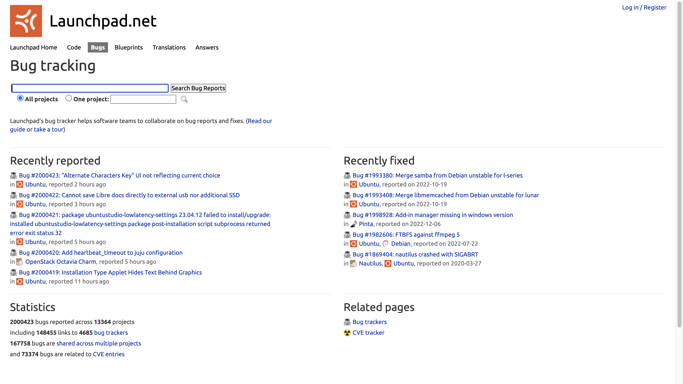 Log in / Register
Launchpad.net
Launchpad Home Code Bugs Blueprints Translations Answers
Bug tracking
Search Bug Reports
All projects One project:
Launchpad's bug tracker helps software teams to collaborate on bug reports and fixes. (Read our
guide or take a tour)
Recently reported
Bug #2000423: "Alternate Characters Key" UI not reflecting current choice
in Ubuntu, reported 2 hours ago
Bug #2000422: Cannot save Libre docs directly to external usb nor additional SSD
in Ubuntu, reported 3 hours ago
Bug #2000421: package ubuntustudio-lowlatency-settings 23.04.12 failed to install/upgrade:
installed ubuntustudio-lowlatency-settings package post-installation script subprocess returned
error exit status 32
in Ubuntu, reported 5 hours ago
Bug #2000420: Add heartbeat_timeout to juju configuration
in OpenStack Octavia Charm, reported 5 hours ago
Bug #2000419: Installation Type Applet Hides Text Behind Graphics
in Ubuntu, reported 11 hours ago
Recently fixed
Bug #1993380: Merge samba from Debian unstable for l-series
in Ubuntu, reported on 2022-10-19
Bug #1993408: Merge libmemcached from Debian unstable for lunar
in Ubuntu, reported on 2022-10-19
Bug #1998928: Add-in manager missing in windows version
in Pinta, reported on 2022-12-06
Bug #1982606: FTBFS against ffmpeg 5
in Ubuntu, Debian, reported on 2022-07-22
Bug #1869404: nautilus crashed with SIGABRT
in Nautilus, Ubuntu, reported on 2020-03-27
Statistics
2000423 bugs reported across 13364 projects
including 148455 links to 4685 bug trackers
167758 bugs are shared across multiple projects
and 73374 bugs are related to CVE entries
Related pages
Bug trackers
CVE tracker